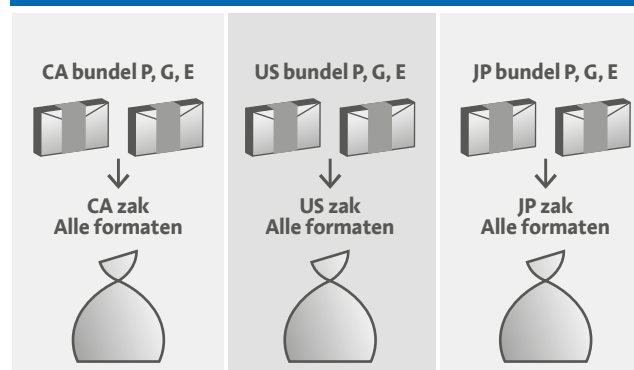 CA bundel P, G, E
CA zak
Alle formaten
US bundel P, G, E
US zak
Alle formaten
JP bundel P, G, E
JP zak
Alle formaten